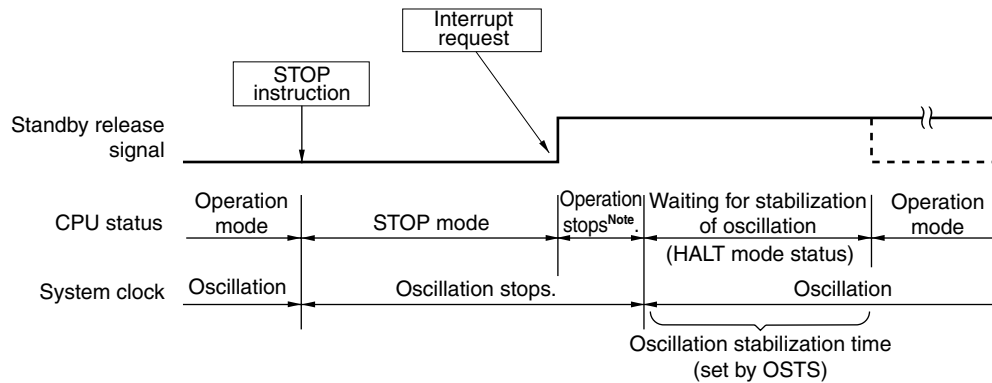 Interrupt
request
STOP
instruction
Standby release
signal
CPU status
Operation
mode
STOP mode
Operation
stopsNote.
Waiting for stabilization
of oscillation
(HALT mode status)
Operation
mode
System clock
Oscillation
Oscillation stops.
Oscillation
Oscillation stabilization time
(set by OSTS)